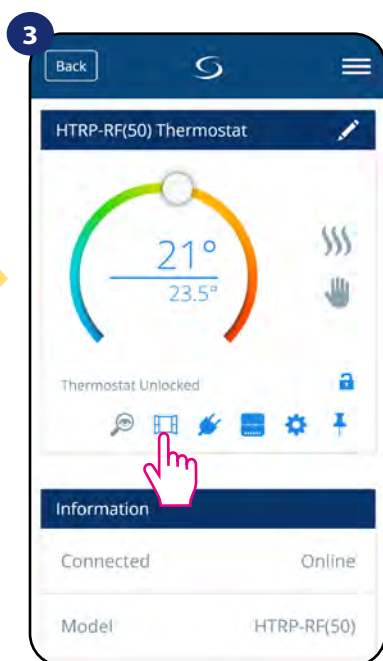 3
Back
HTRP-RF(50) Thermostat
21°
23.5°
Thermostat Unlocked
Information
Connected Online
Model HTRP-RF(50)